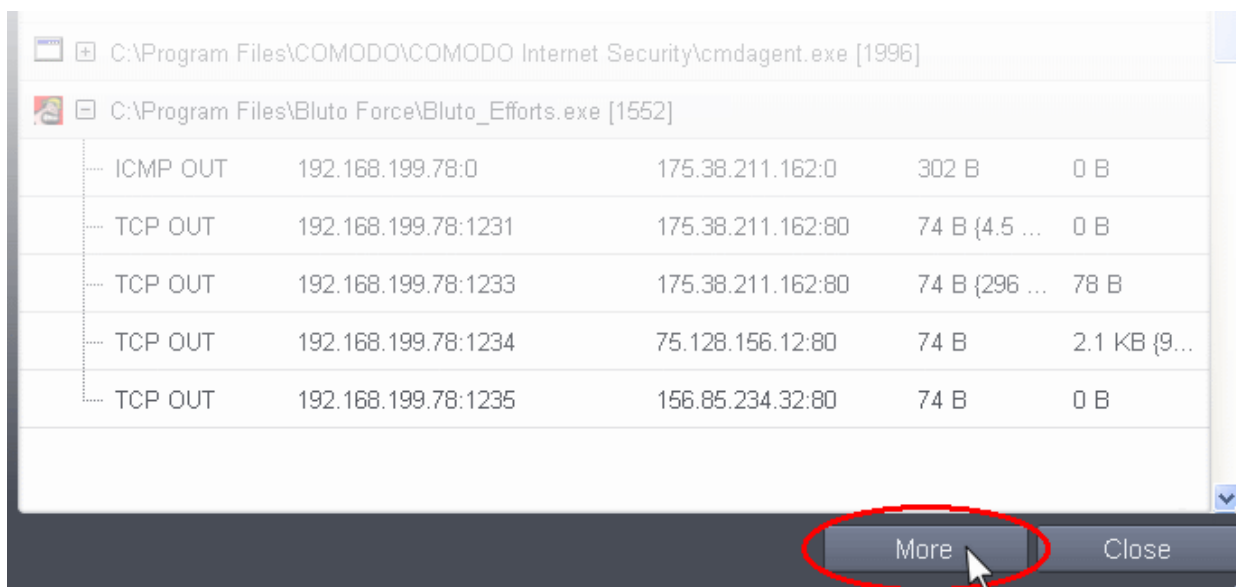 C:\Program Files\COMODO\COMODO Internet Security\cmdagent.exe [1996]
C:\Program Files\Bluto Force\Bluto_Efforts.exe [1552]
ICMP OUT 192.168.199.78:0 175.38.211.162:0 302 B 0 B
TCP OUT 192.168.199.78:1231 175.38.211.162:80 74 B {4.5 ... 0 B
TCP OUT 192.168.199.78:1233 175.38.211.162:80 74 B {296 ... 78 B
TCP OUT 192.168.199.78:1234 75.128.156.12:80 74 B 2.1 KB {9...
TCP OUT 192.168.199.78:1235 156.85.234.32:80 74 B 0 B
More Close